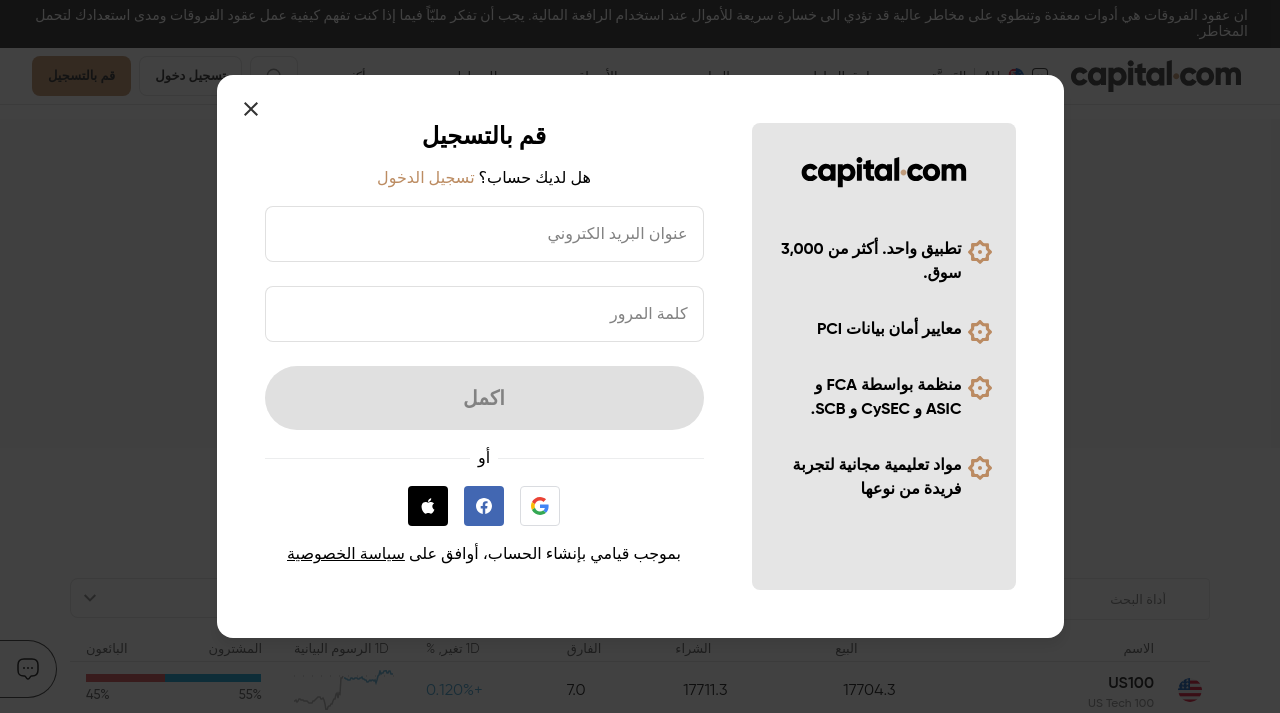 ان عقود الفروقات هي أدوات معقدة وتنطوي على مخاطر عالية قد تؤدي الى خسارة سريعة للأموال عند استخدام الرافعة المالية. يجب أن تفكر مليّاً فيما إذا كنت تفهم كيفية عمل عقود الفروقات ومدى استعدادك لتحمل
المخاطر.
capital.com
تسجيل دخول
قم بالتسجيل
capital.com
تطبيق واحد. أكثر من 3,000
سوق.
معايير أمان بيانات PCI
منظمة بواسطة FCA و
ASIC و CySEC و SCB.
مواد تعليمية مجانية لتجربة
فريدة من نوعها
قم بالتسجيل
هل لديك حساب؟ تسجيل الدخول
عنوان البريد الكتروني
كلمة المرور
اكمل
أو
بموجب قيامي بإنشاء الحساب، أوافق على سياسة الخصوصية
أداة البحث
الاسم البيع الشراء الفارق 1D تغير, % 1D الرسوم البيانية المشترون البائعون
US100 17704.3 17711.3 7.0 +0.120% 55% 45%
US Tech 100